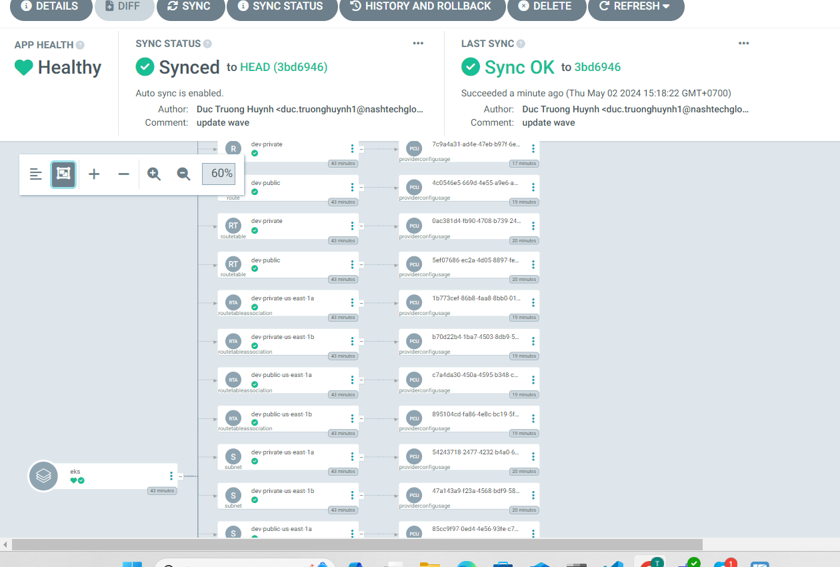 DETAILS
DIFF
SYNC
SYNC STATUS
HISTORY AND ROLLBACK
DELETE
REFRESH
APP HEALTH
Healthy
SYNC STATUS
Synced to HEAD (3bd6946)
Auto sync is enabled.
Author: Duc Truong Huynh <duc.truonghuynh1@nashtechglo...
Comment: update wave
LAST SYNC
Sync OK to 3bd6946
Succeeded a minute ago (Thu May 02 2024 15:18:22 GMT+0700)
Author: Duc Truong Huynh <duc.truonghuynh1@nashtechglo...
Comment: update wave
60%
R
dev-private
43 minutes
PCU
7c9a4a31-ad4e-47eb-b97f-6e...
providerconfigusage
17 minutes
dev-public
route
43 minutes
PCU
4c0546e5-669d-4e55-a9e6-a...
providerconfigusage
19 minutes
RT
dev-private
routetable
43 minutes
PCU
0ac381d4-fb90-4708-b739-24...
providerconfigusage
20 minutes
RT
dev-public
routetable
43 minutes
PCU
5ef07686-ec2a-4d05-8897-fe...
providerconfigusage
20 minutes
RTA
dev-private-us-east-1a
routetableassociation
43 minutes
PCU
1b773cef-86b8-4aa8-8bb0-01...
providerconfigusage
19 minutes
RTA
dev-private-us-east-1b
routetableassociation
43 minutes
PCU
b70d22b4-1ba7-4503-8db9-5...
providerconfigusage
19 minutes
RTA
dev-public-us-east-1a
routetableassociation
43 minutes
PCU
c7a4da30-450a-4595-b348-c...
providerconfigusage
19 minutes
RTA
dev-public-us-east-1b
routetableassociation
43 minutes
PCU
895104cd-fa86-4e8c-bc19-5f...
providerconfigusage
19 minutes
S
dev-private-us-east-1a
subnet
43 minutes
PCU
54243718-2477-4232-b4a0-6...
providerconfigusage
20 minutes
eks
43 minutes
S
dev-private-us-east-1b
subnet
43 minutes
PCU
47a143a9-f23a-4568-bdf9-58...
providerconfigusage
20 minutes
S
dev-public-us-east-1a
PCU
85cc9f97-0ed4-4e56-93fe-c7...
T
1